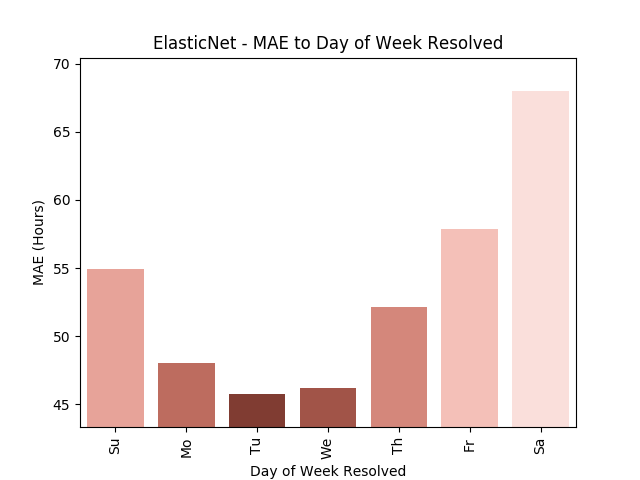 ElasticNet - MAE to Day of Week Resolved
70
65
60
55
50
45
MAE (Hours)
Su
Mo
Tu
We
Th
Fr
Sa
Day of Week Resolved